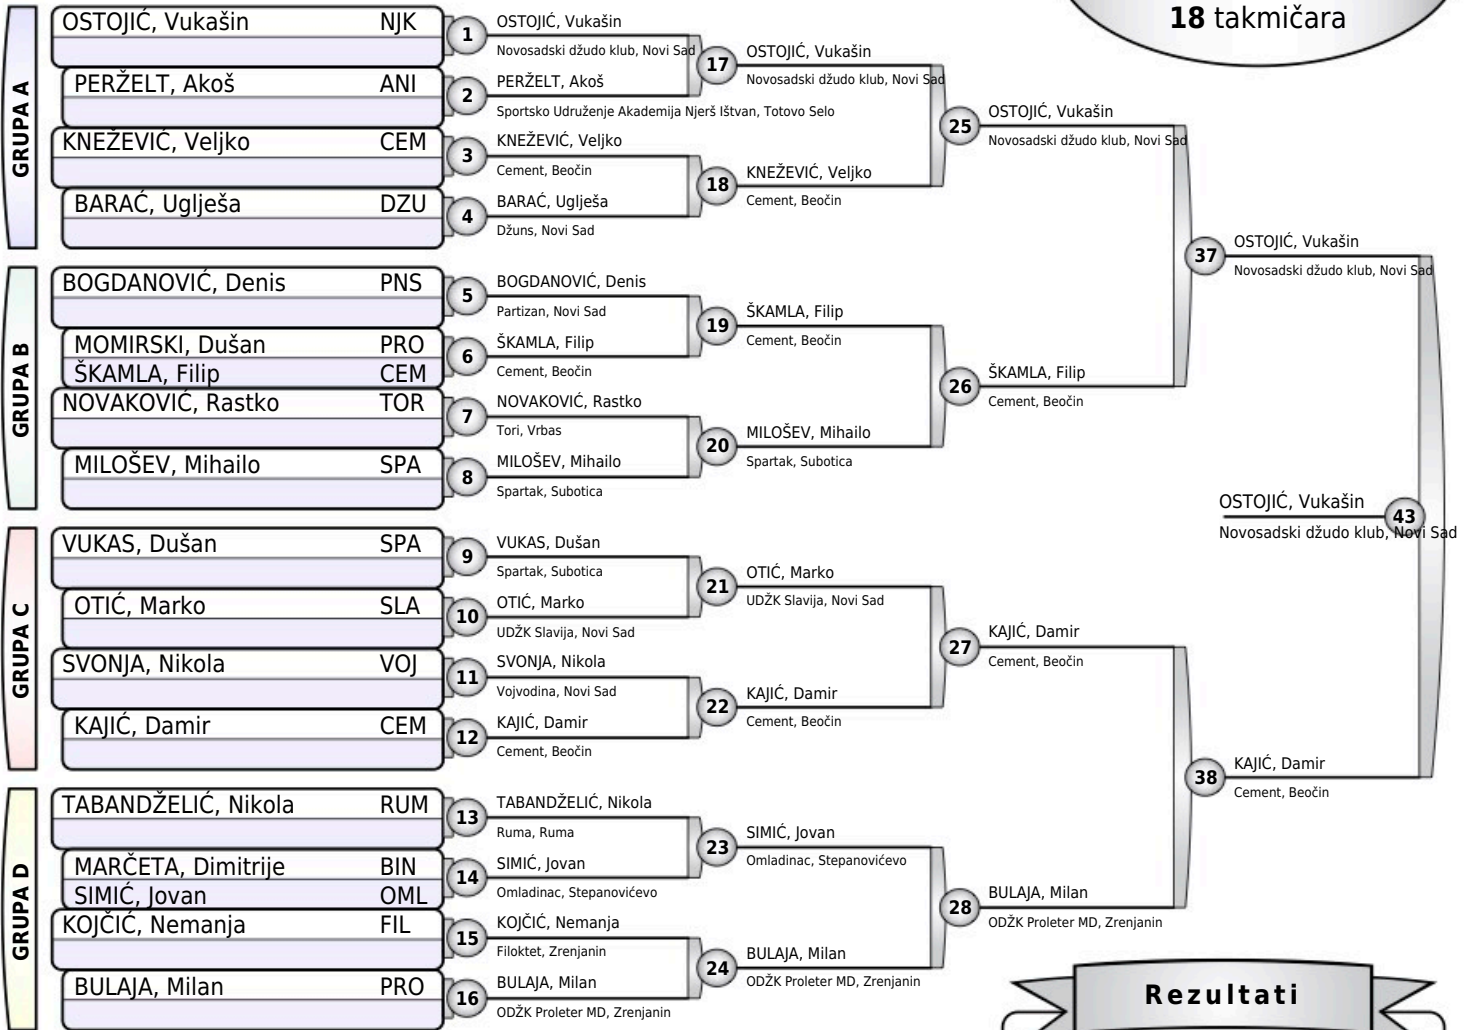 18 takmičara
GRUPA A
OSTOJIĆ, Vukašin NJK
PERŽELT, Akoš ANI
KNEŽEVIĆ, Veljko CEM
BARAĆ, Uglješa DZU
GRUPA B
BOGDANOVIĆ, Denis PNS
MOMIRSKI, Dušan PRO
ŠKAMLA, Filip CEM
NOVAKOVIĆ, Rastko TOR
MILOŠEV, Mihailo SPA
GRUPA C
VUKAS, Dušan SPA
OTIĆ, Marko SLA
SVONJA, Nikola VOJ
KAJIĆ, Damir CEM
GRUPA D
TABANDŽELIĆ, Nikola RUM
MARČETA, Dimitrije BIN
SIMIĆ, Jovan OML
KOJČIĆ, Nemanja FIL
BULAJA, Milan PRO
1
OSTOJIĆ, Vukašin
Novosadski džudo klub, Novi Sad
2
PERŽELT, Akoš
Sportsko Udruženje Akademija Njerš Ištvan, Totovo Selo
3
KNEŽEVIĆ, Veljko
Cement, Beočin
4
BARAĆ, Uglješa
Džuns, Novi Sad
5
BOGDANOVIĆ, Denis
Partizan, Novi Sad
6
ŠKAMLA, Filip
Cement, Beočin
7
NOVAKOVIĆ, Rastko
Tori, Vrbas
8
MILOŠEV, Mihailo
Spartak, Subotica
9
VUKAS, Dušan
Spartak, Subotica
10
OTIĆ, Marko
UDŽK Slavija, Novi Sad
11
SVONJA, Nikola
Vojvodina, Novi Sad
12
KAJIĆ, Damir
Cement, Beočin
13
TABANDŽELIĆ, Nikola
Ruma, Ruma
14
SIMIĆ, Jovan
Omladinac, Stepanovićevo
15
KOJČIĆ, Nemanja
Filoktet, Zrenjanin
16
BULAJA, Milan
ODŽK Proleter MD, Zrenjanin
17
OSTOJIĆ, Vukašin
Novosadski džudo klub, Novi Sad
18
KNEŽEVIĆ, Veljko
Cement, Beočin
19
ŠKAMLA, Filip
Cement, Beočin
20
MILOŠEV, Mihailo
Spartak, Subotica
21
OTIĆ, Marko
UDŽK Slavija, Novi Sad
22
KAJIĆ, Damir
Cement, Beočin
23
SIMIĆ, Jovan
Omladinac, Stepanovićevo
24
BULAJA, Milan
ODŽK Proleter MD, Zrenjanin
25
OSTOJIĆ, Vukašin
Novosadski džudo klub, Novi Sad
26
ŠKAMLA, Filip
Cement, Beočin
27
KAJIĆ, Damir
Cement, Beočin
28
BULAJA, Milan
ODŽK Proleter MD, Zrenjanin
37
OSTOJIĆ, Vukašin
Novosadski džudo klub, Novi Sad
38
KAJIĆ, Damir
Cement, Beočin
OSTOJIĆ, Vukašin
43
Novosadski džudo klub, Novi Sad
Rezultati